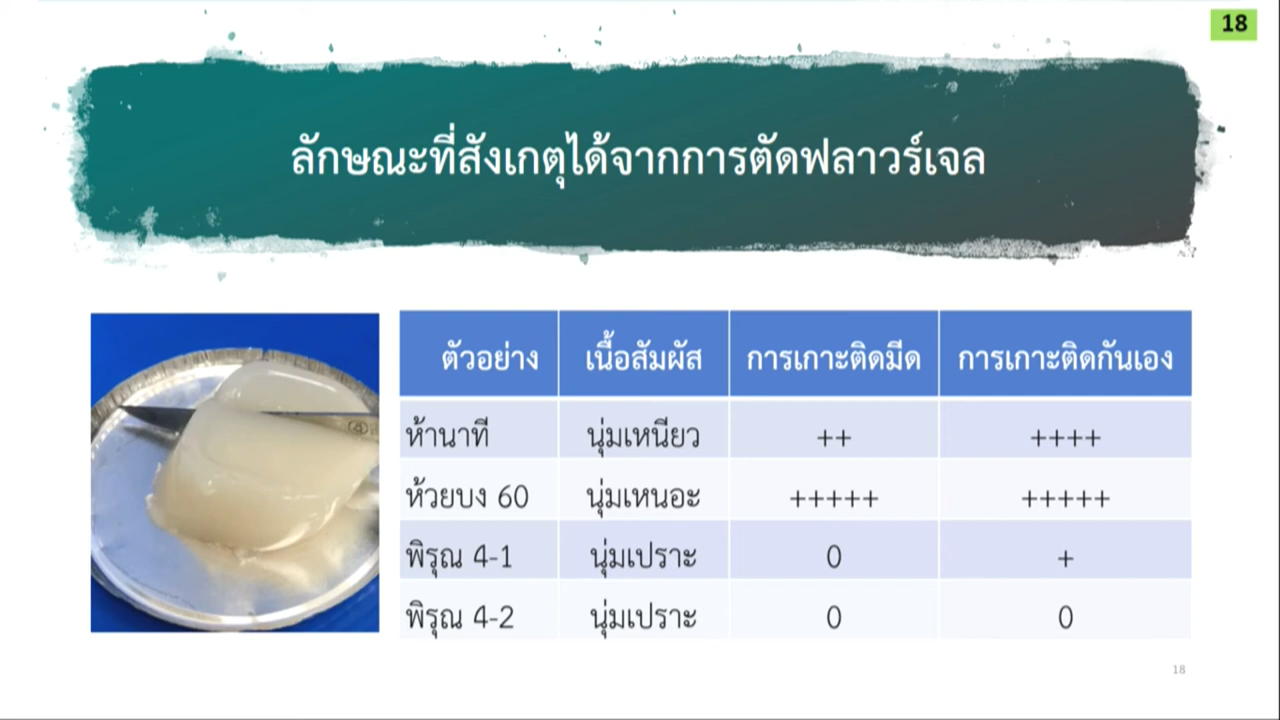 18
ลักษณะที่สังเกตุได้จากการตัดฟลาวร์เจล
ตัวอย่าง เนื้อสัมผัส การเกาะติดมีด การเกาะติดกันเอง
ห้านาที นุ่มเหนียว ++ ++++
ห้วยบง 60 นุ่มเหนอะ +++++ +++++
พิรุณ 4-1 นุ่มเปราะ 0 +
พิรุณ 4-2 นุ่มเปราะ 0 0
18